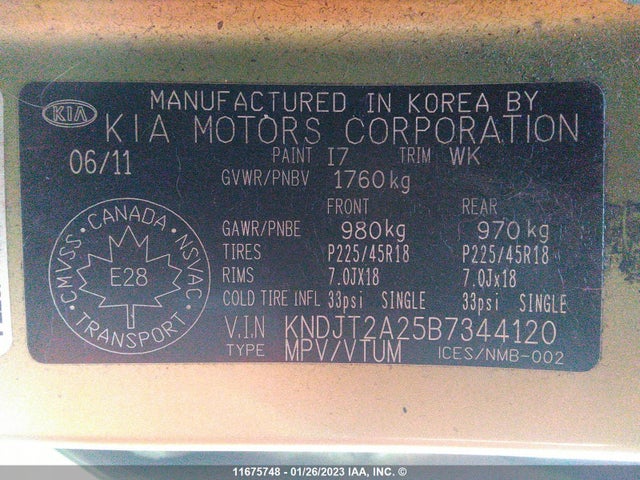 MANUFACTURED IN KOREA BY
KIA
KIA MOTORS CORPORATION
06/11
PAINT I7 TRIM WK
GVWR/PNBV 1760kg
FRONT REAR
GAWR/PNBE 980kg 970kg
TIRES P225/45R18 P225/45R18
RIMS 7.0JX18 7.0Jx18
COLD TIRE INFL 33psi SINGLE 33psi SINGLE
CANADA
CMVSS NSVAC
E28
TRANSPORT
V.I.N KNDJT2A25B7344120
TYPE MPV/VTUM ICES/NMB-002
11675748 - 01/26/2023 IAA, INC. ©